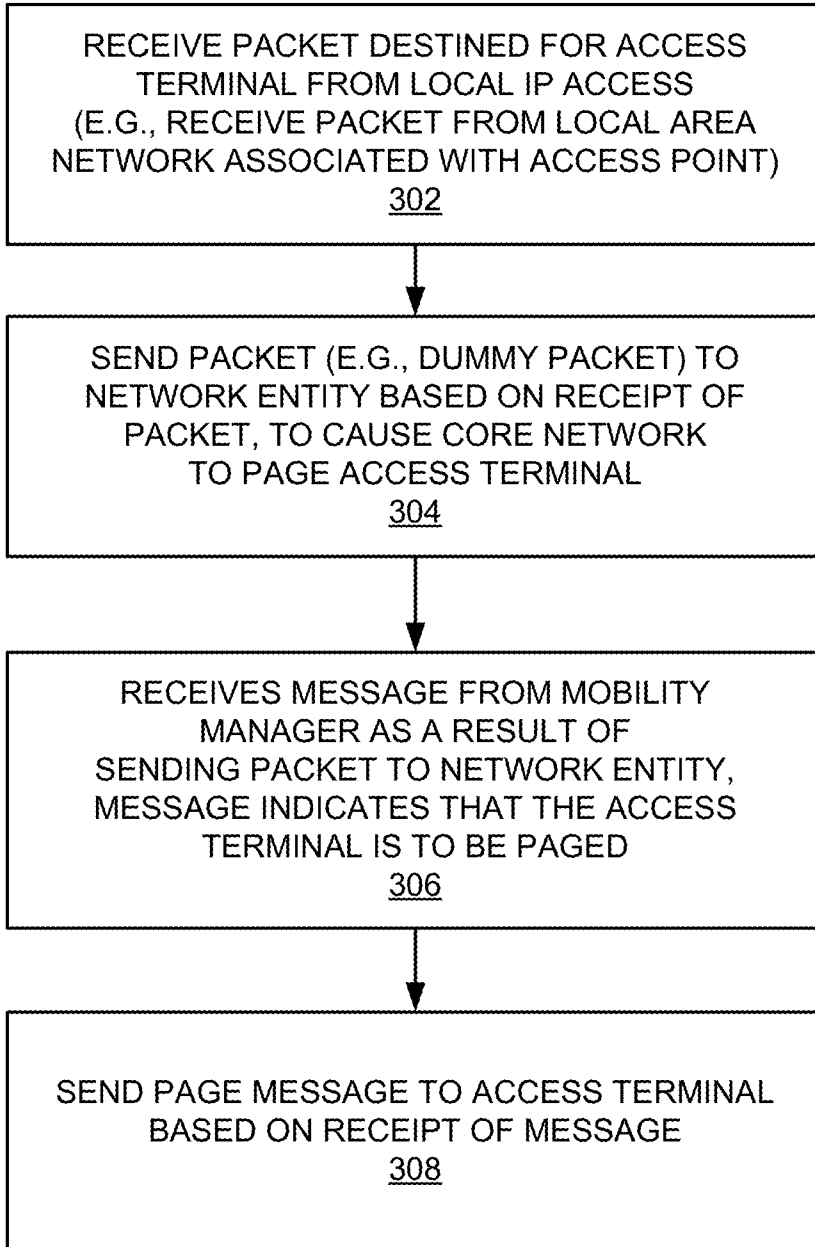 RECEIVE PACKET DESTINED FOR ACCESS
TERMINAL FROM LOCAL IP ACCESS
(E.G., RECEIVE PACKET FROM LOCAL AREA
NETWORK ASSOCIATED WITH ACCESS POINT)
302
SEND PACKET (E.G., DUMMY PACKET) TO
NETWORK ENTITY BASED ON RECEIPT OF
PACKET, TO CAUSE CORE NETWORK
TO PAGE ACCESS TERMINAL
304
RECEIVES MESSAGE FROM MOBILITY
MANAGER AS A RESULT OF
SENDING PACKET TO NETWORK ENTITY,
MESSAGE INDICATES THAT THE ACCESS
TERMINAL IS TO BE PAGED
306
SEND PAGE MESSAGE TO ACCESS TERMINAL
BASED ON RECEIPT OF MESSAGE
308